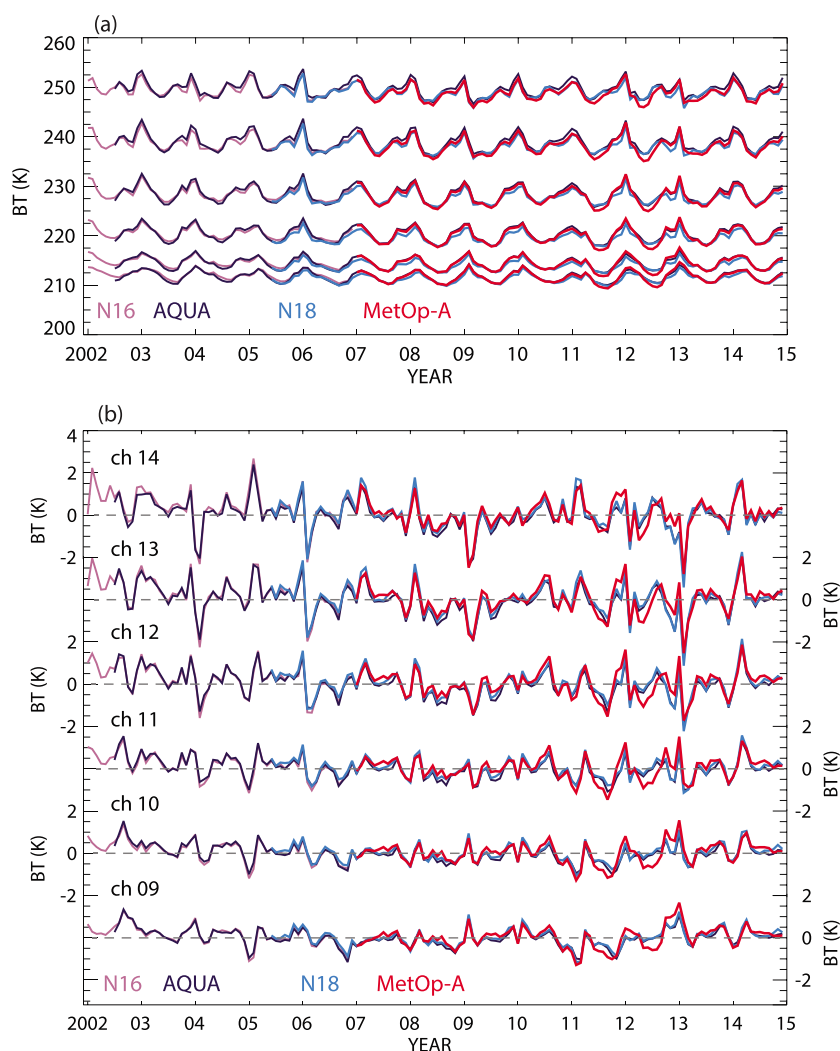 (a)
260
250
240
230
220
210
200
BT (K)
N16 AQUA N18 MetOp-A
2002 03 04 05 06 07 08 09 10 11 12 13 14 15
YEAR
(b)
4
2
0
-2
BT (K)
ch 14
2
0
-2
BT (K)
ch 13
2
0
-2
BT (K)
ch 12
2
0
-2
BT (K)
ch 11
2
0
-2
BT (K)
ch 10
2
0
-2
BT (K)
ch 09
N16 AQUA N18 MetOp-A
2002 03 04 05 06 07 08 09 10 11 12 13 14 15
YEAR